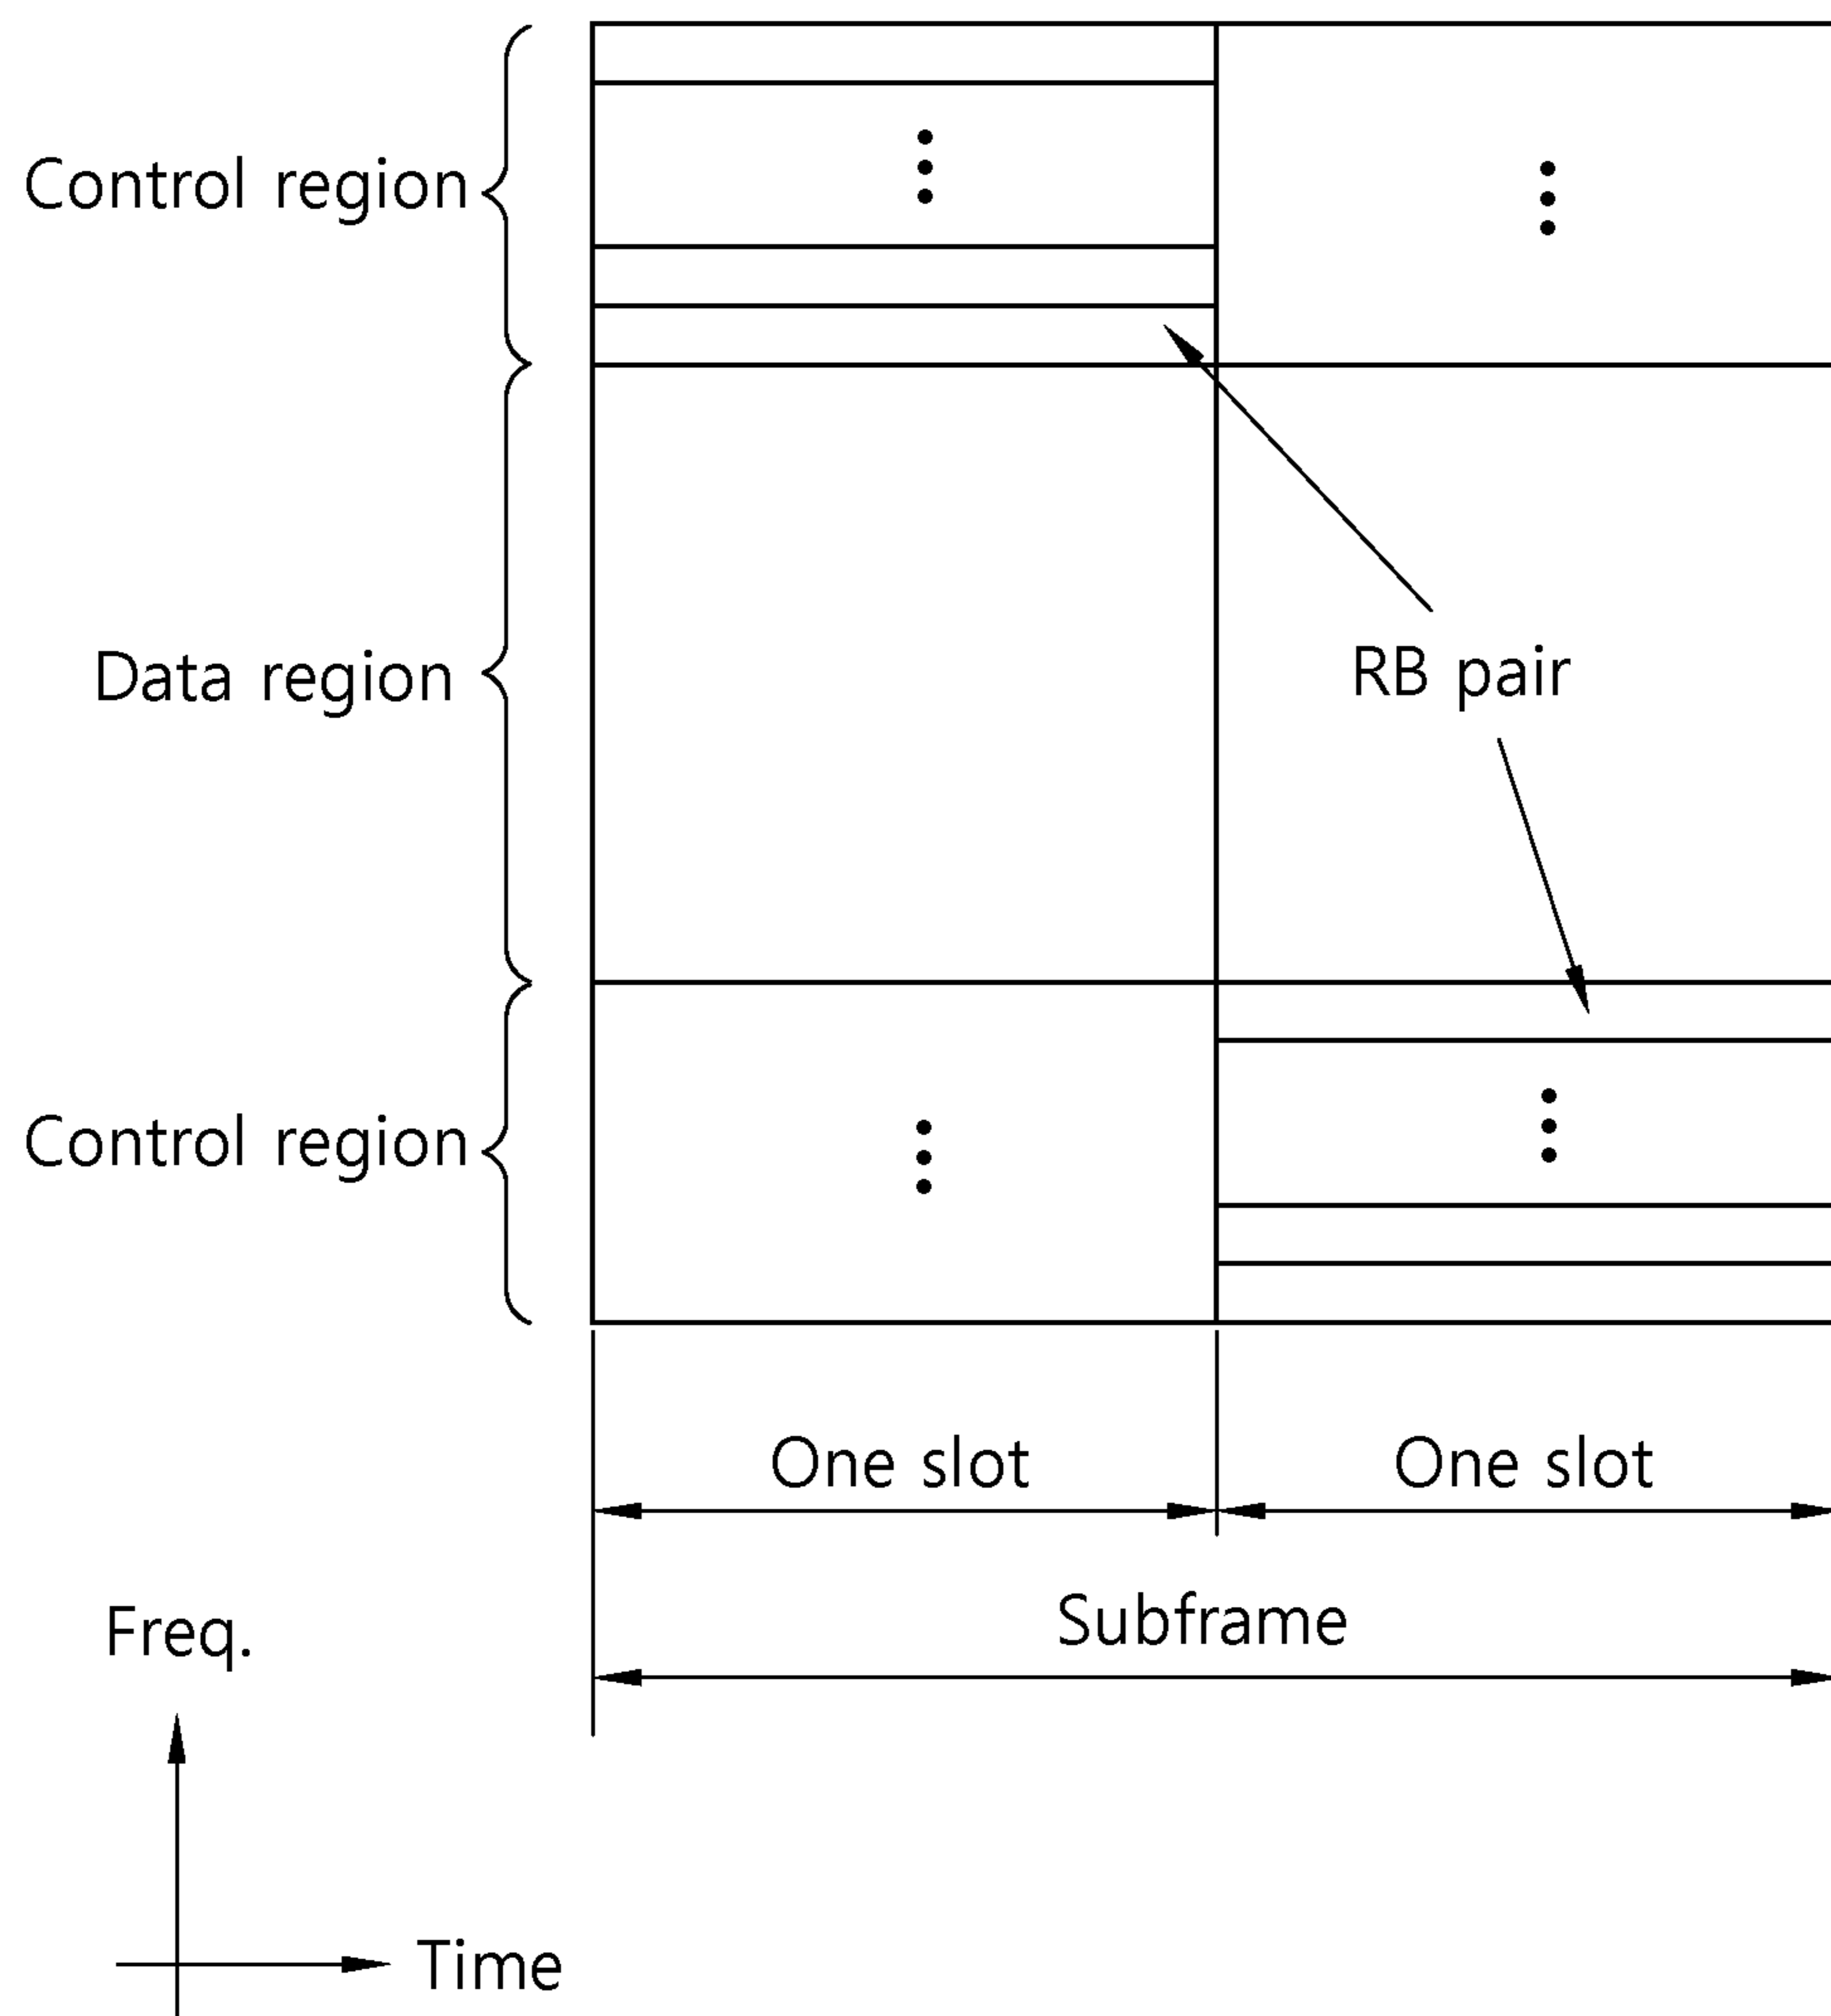 Control region
Data region
RB pair
Control region
One slot
One slot
Subframe
Freq.
Time